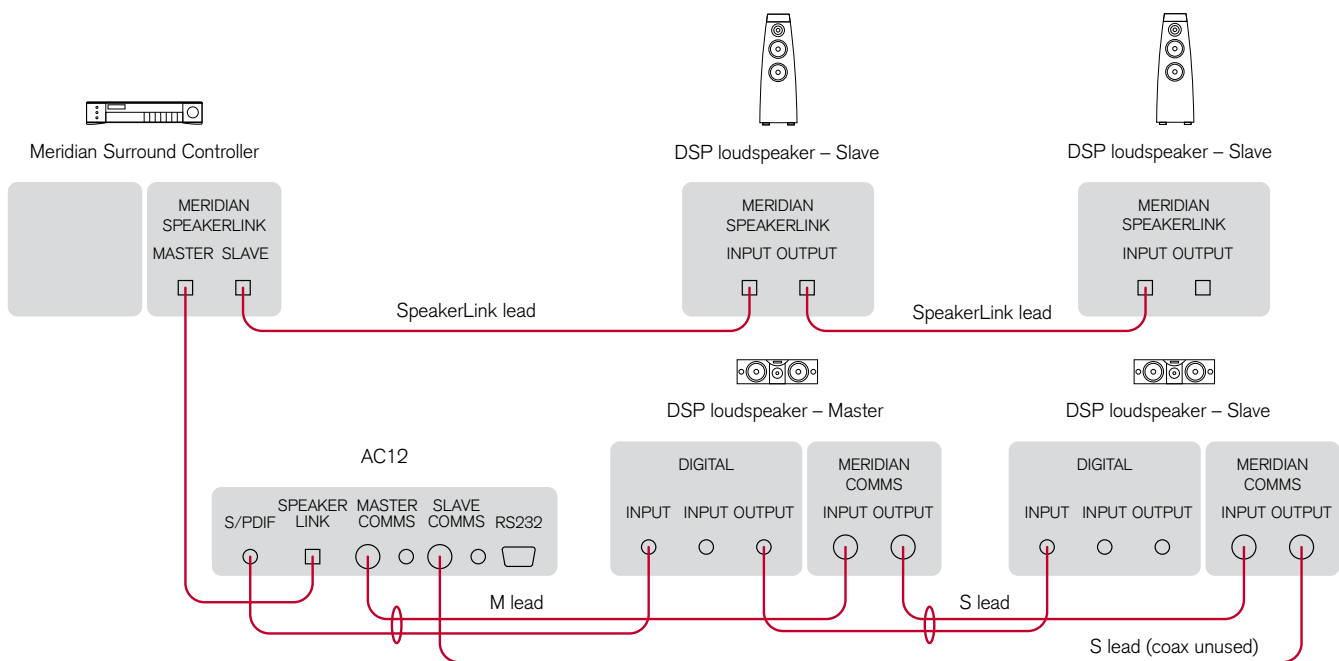 Meridian Surround Controller
DSP loudspeaker – Slave
DSP loudspeaker – Slave
MERIDIAN
SPEAKERLINK
MASTER SLAVE
MERIDIAN
SPEAKERLINK
INPUT OUTPUT
MERIDIAN
SPEAKERLINK
INPUT OUTPUT
SpeakerLink lead
SpeakerLink lead
DSP loudspeaker – Master
DSP loudspeaker – Slave
AC12
S/PDIF
SPEAKER
LINK
MASTER
COMMS
SLAVE
COMMS
RS232
DIGITAL
INPUT INPUT OUTPUT
MERIDIAN
COMMS
INPUT OUTPUT
DIGITAL
INPUT INPUT OUTPUT
MERIDIAN
COMMS
INPUT OUTPUT
M lead
S lead
S lead (coax unused)